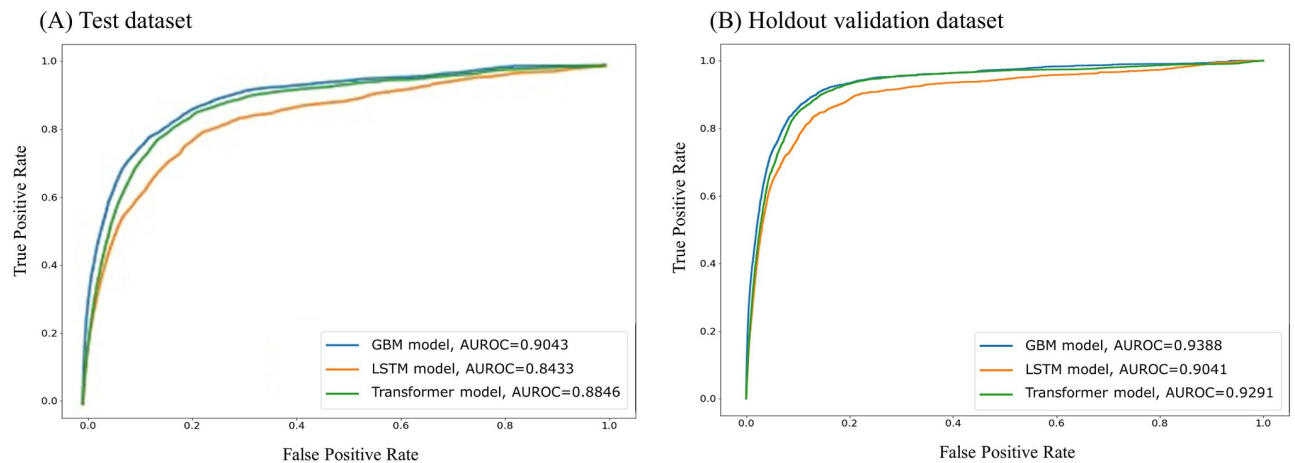 (A) Test dataset
True Positive Rate
1.0
0.8
0.6
0.4
0.2
0.0
GBM model, AUROC=0.9043
LSTM model, AUROC=0.8433
Transformer model, AUROC=0.8846
0.0 0.2 0.4 0.6 0.8 1.0
False Positive Rate
(B) Holdout validation dataset
True Positive Rate
1.0
0.8
0.6
0.4
0.2
0.0
GBM model, AUROC=0.9388
LSTM model, AUROC=0.9041
Transformer model, AUROC=0.9291
0.0 0.2 0.4 0.6 0.8 1.0
False Positive Rate